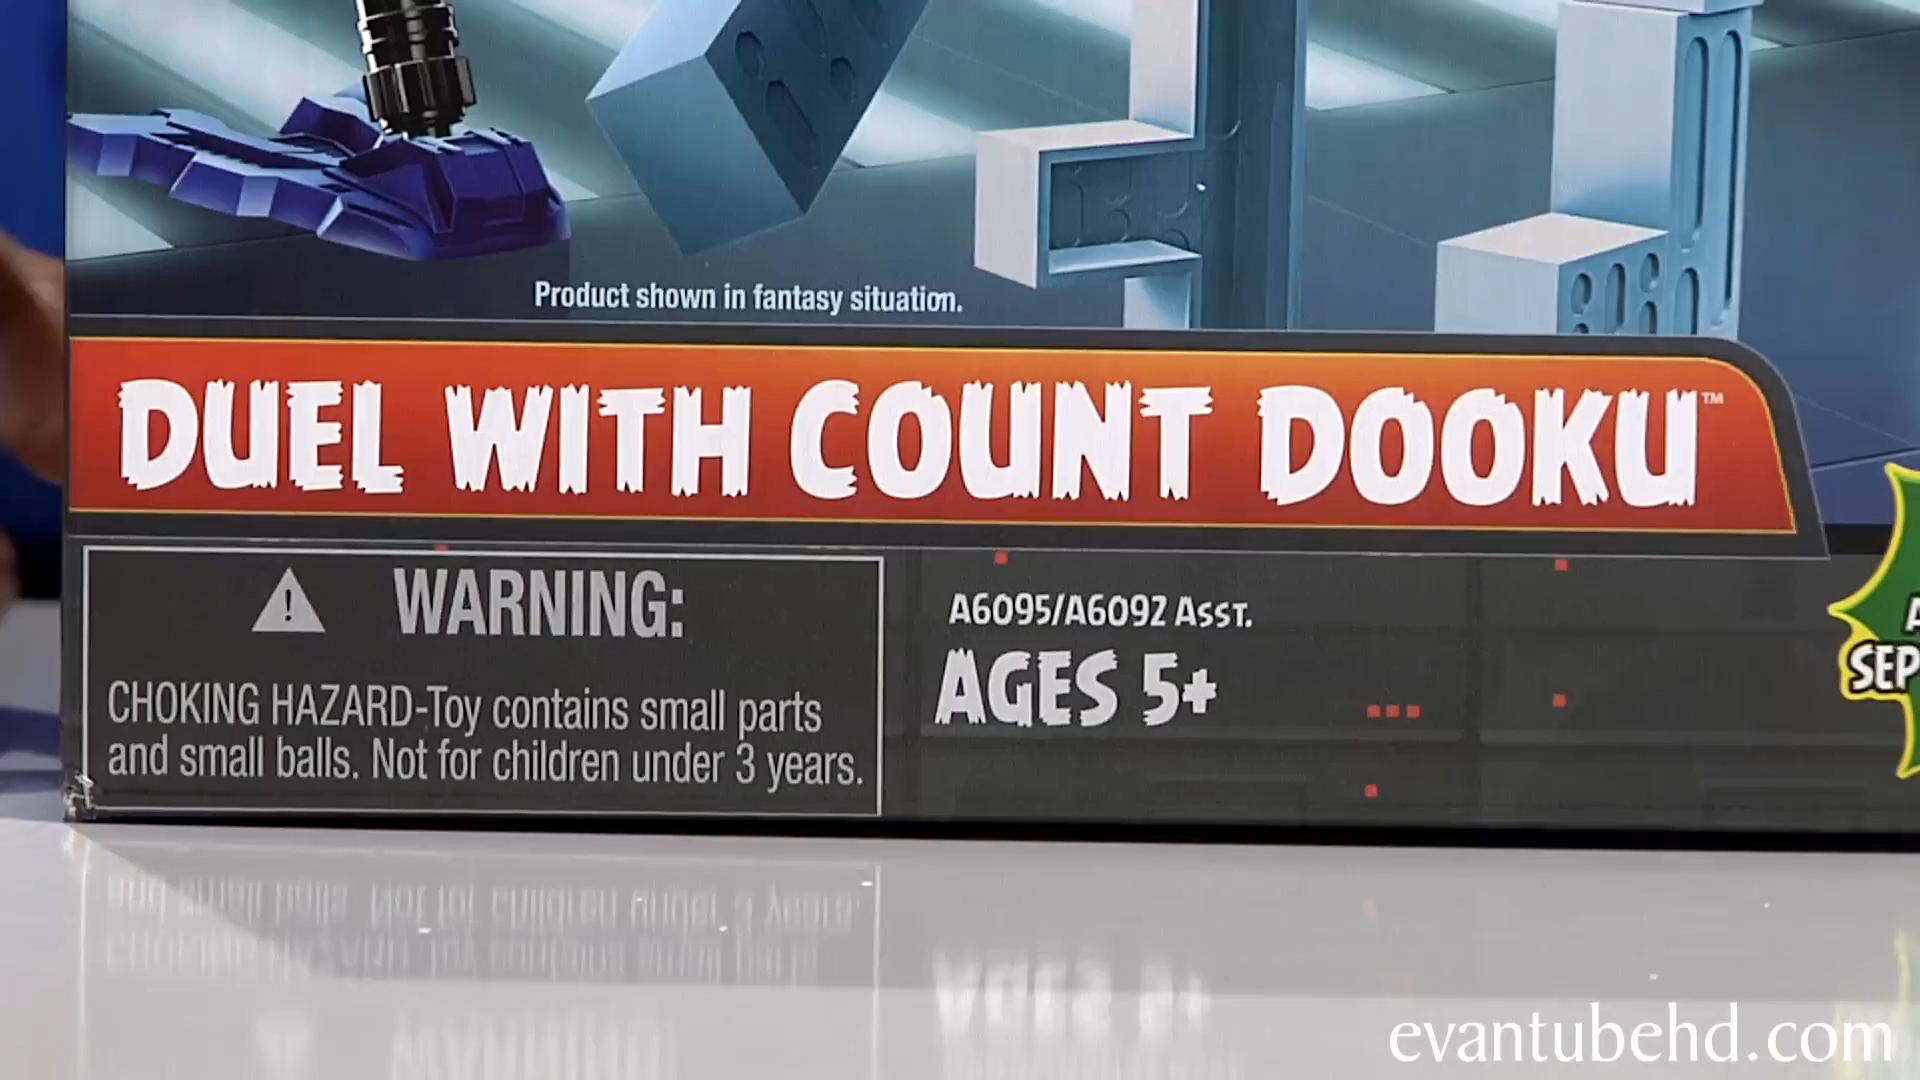 Product shown in fantasy situation.
DUEL WITH COUNT DOOKU™
WARNING:
CHOKING HAZARD-Toy contains small parts
and small balls. Not for children under 3 years.
A6095/A6092 ASST.
AGES 5+
evantubehd.com